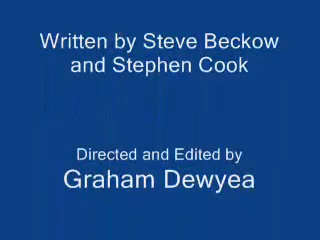 Written by Steve Beckow
and Stephen Cook
Directed and Edited by
Graham Dewyea